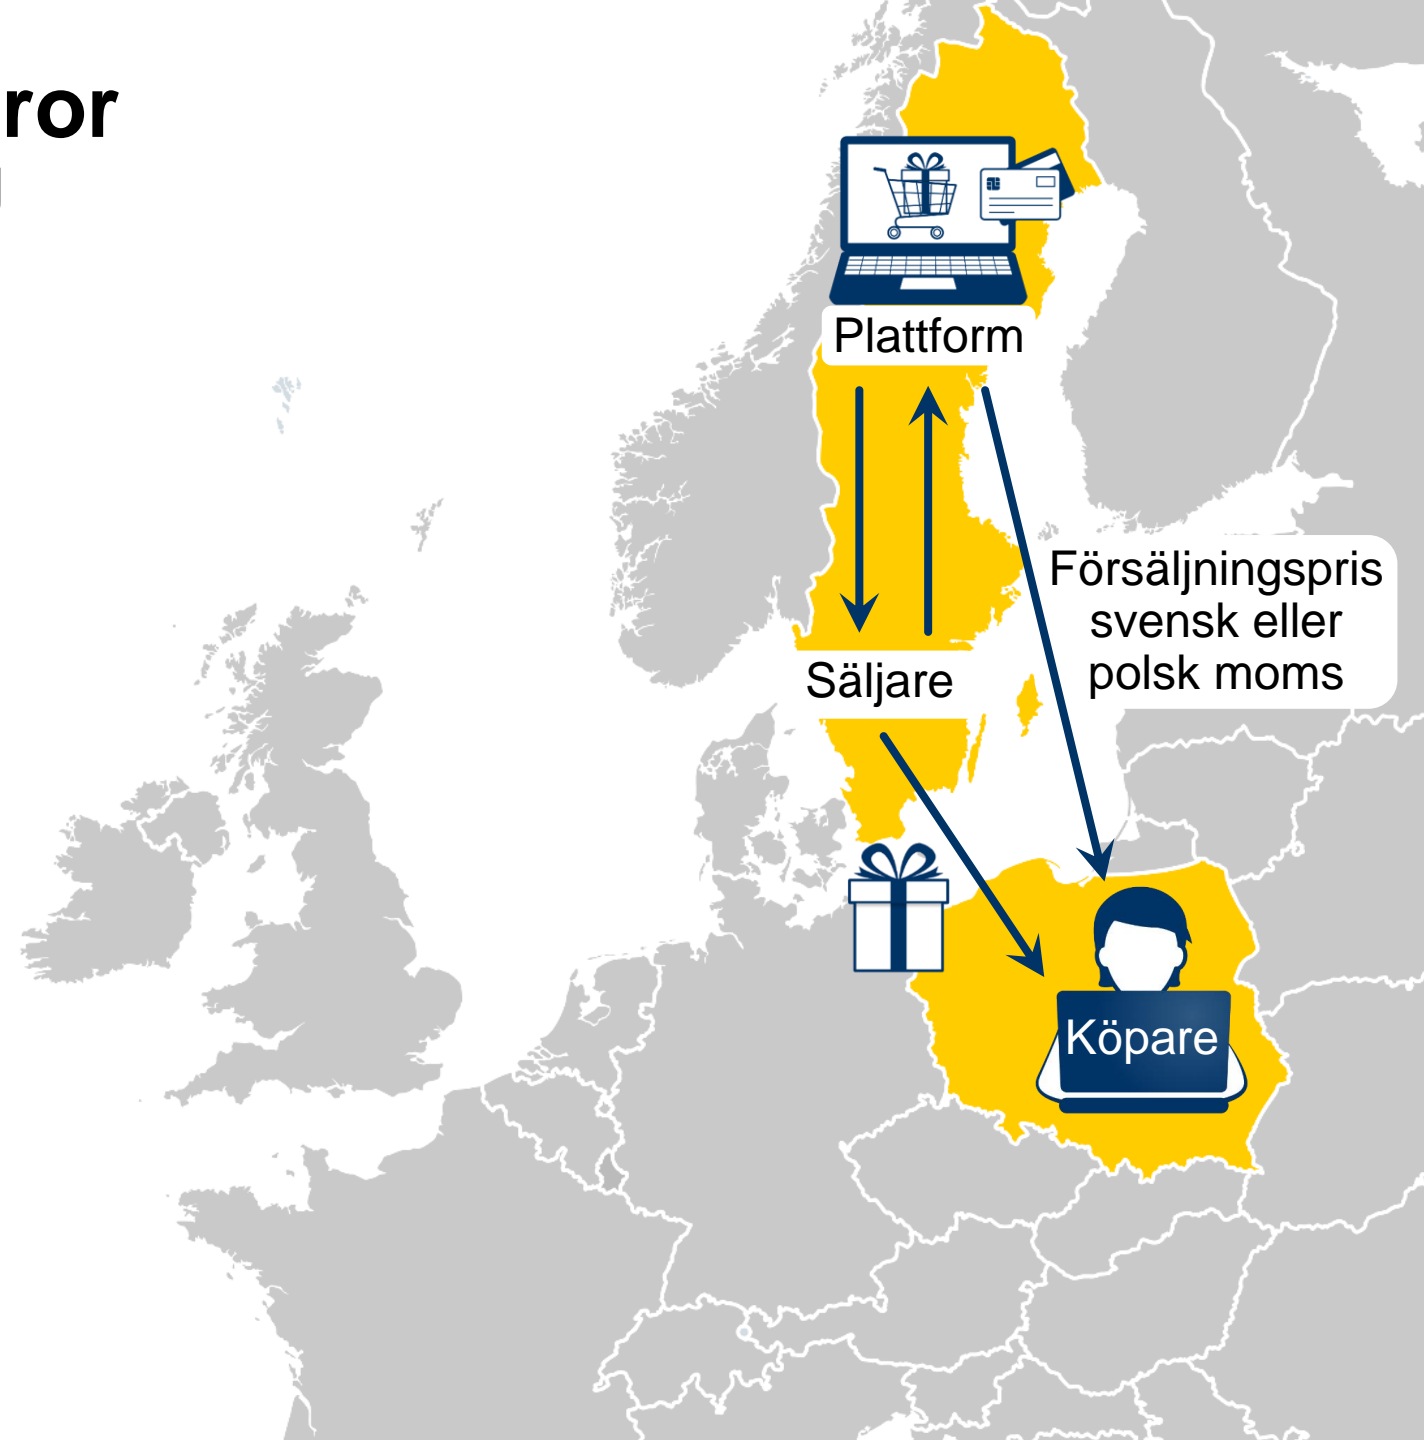 ror
Plattform
Försäljningspris
svensk eller
polsk moms
Säljare
Köpare